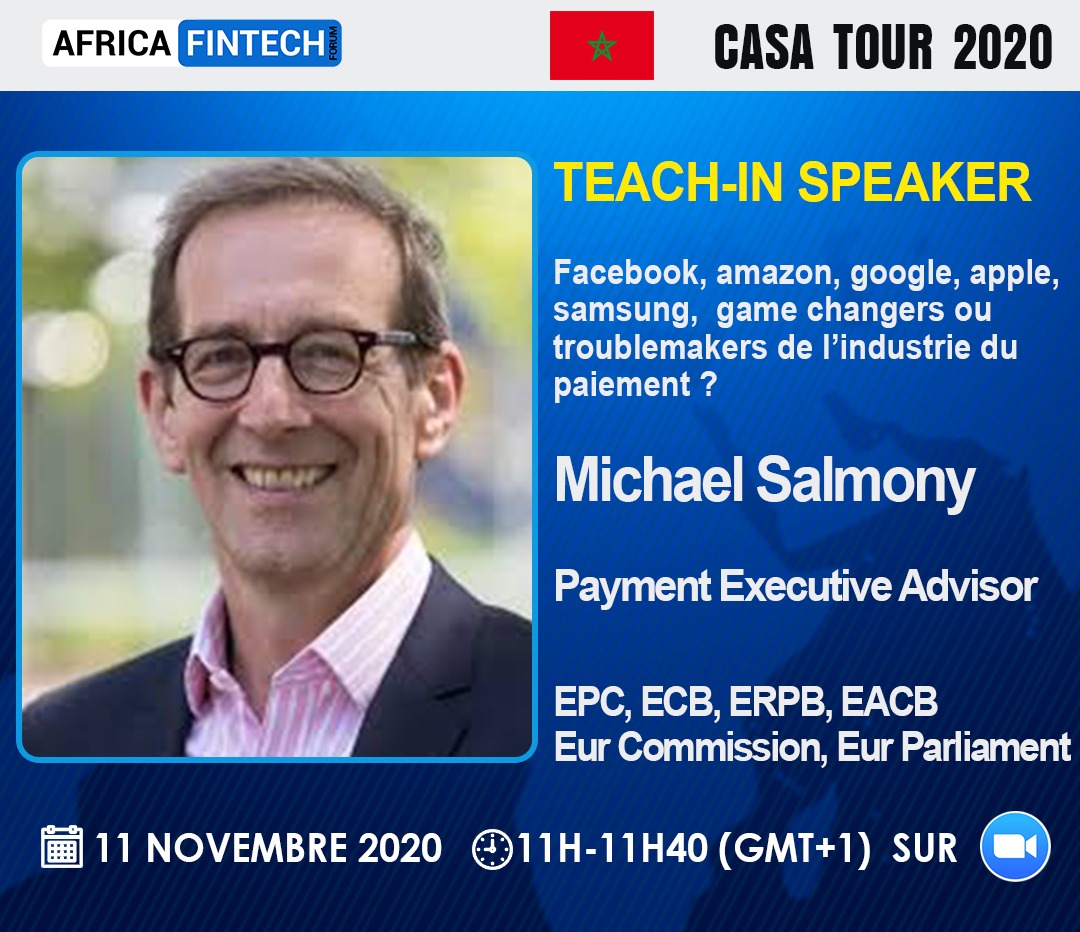 AFRICA FINTECH FORUM
CASA TOUR 2020
TEACH-IN SPEAKER
Facebook, amazon, google, apple,
samsung, game changers ou
troublemakers de l’industrie du
paiement ?
Michael Salmony
Payment Executive Advisor
EPC, ECB, ERPB, EACB
Eur Commission, Eur Parliament
11 NOVEMBRE 2020 11H-11H40 (GMT+1) SUR